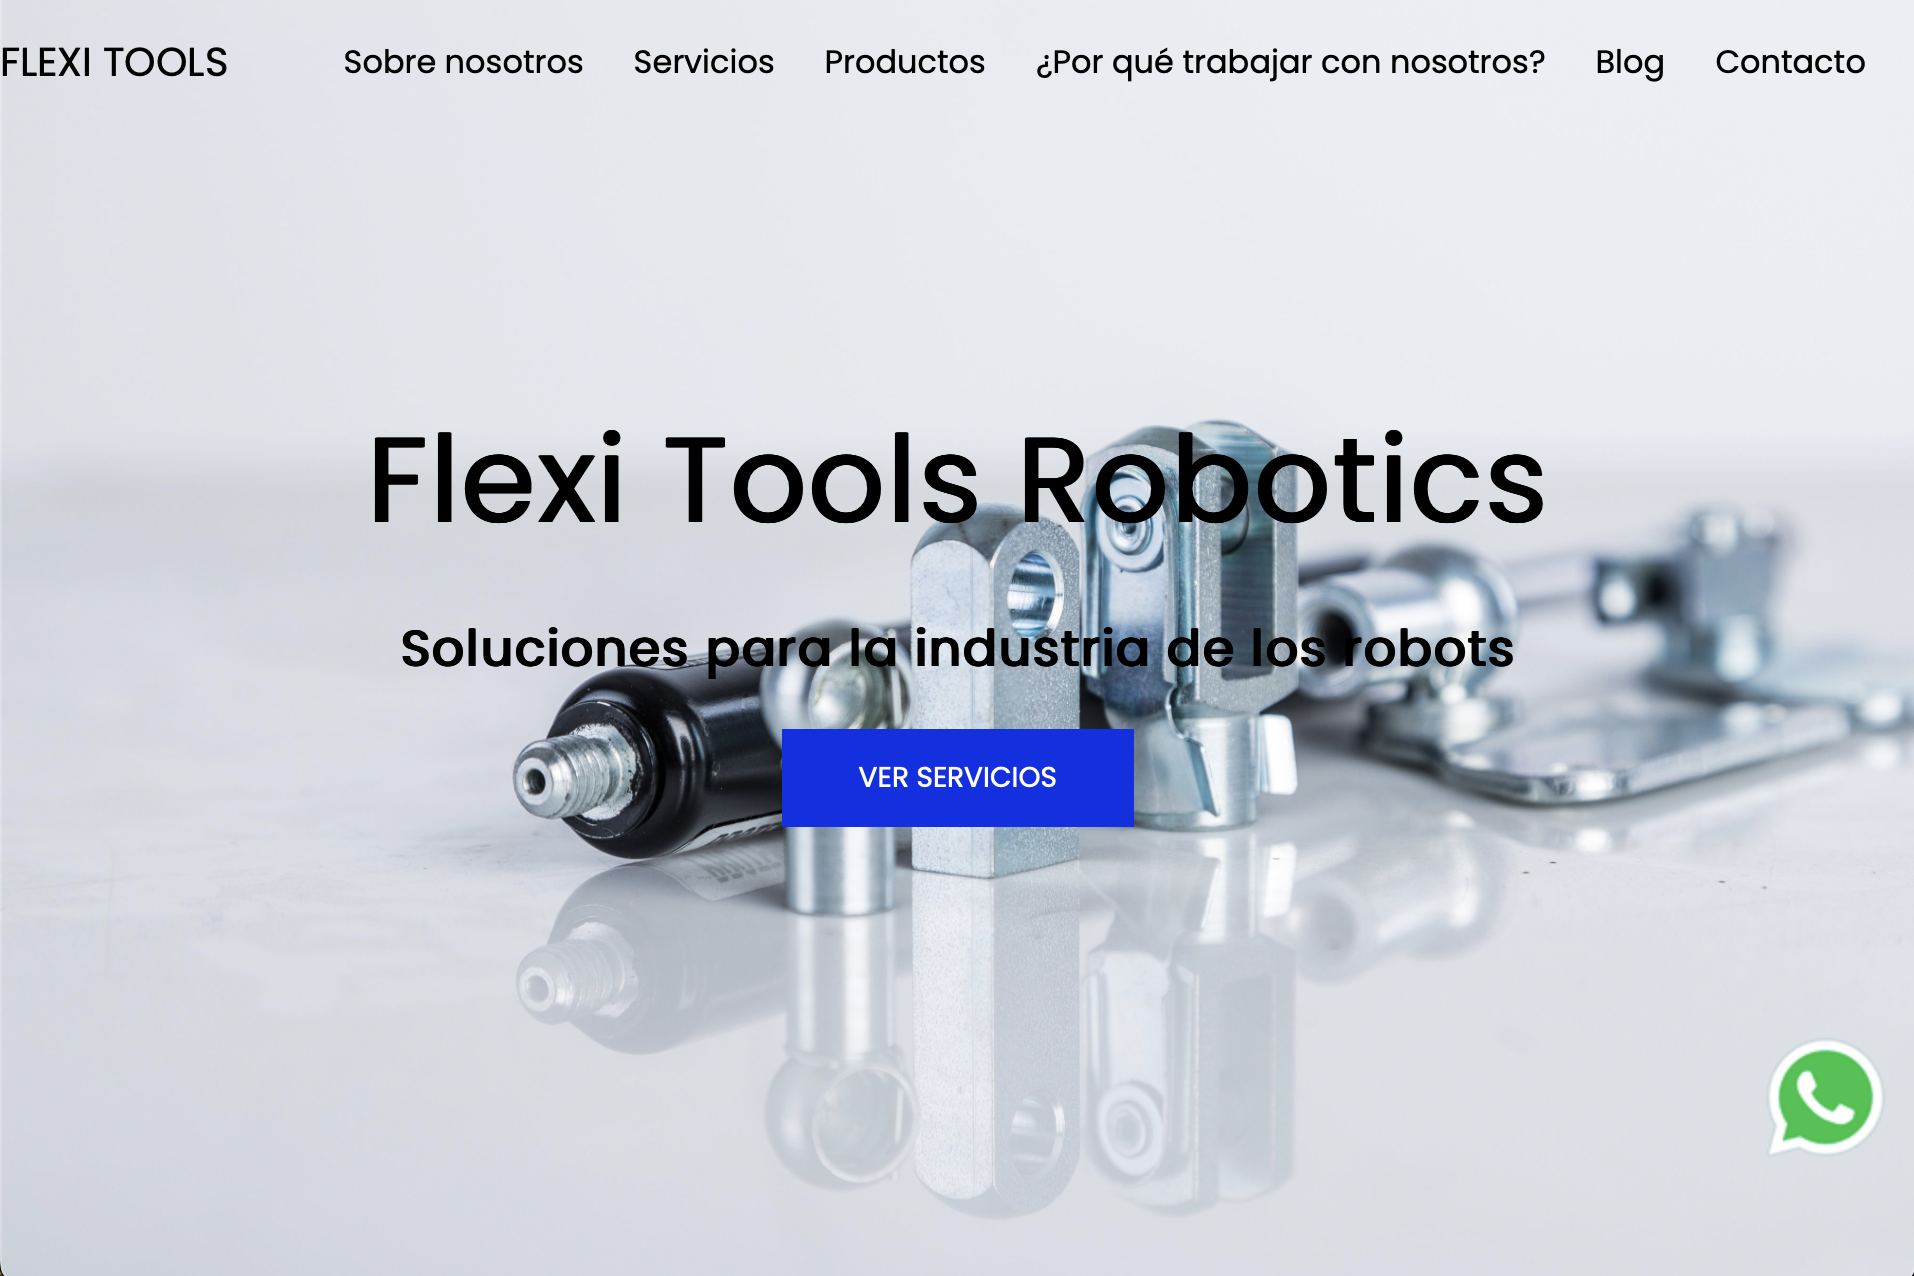 FLEXI TOOLS Sobre nosotros Servicios Productos ¿Por qué trabajar con nosotros? Blog Contacto
Flexi Tools Robotics
Soluciones para la industria de los robots
VER SERVICIOS